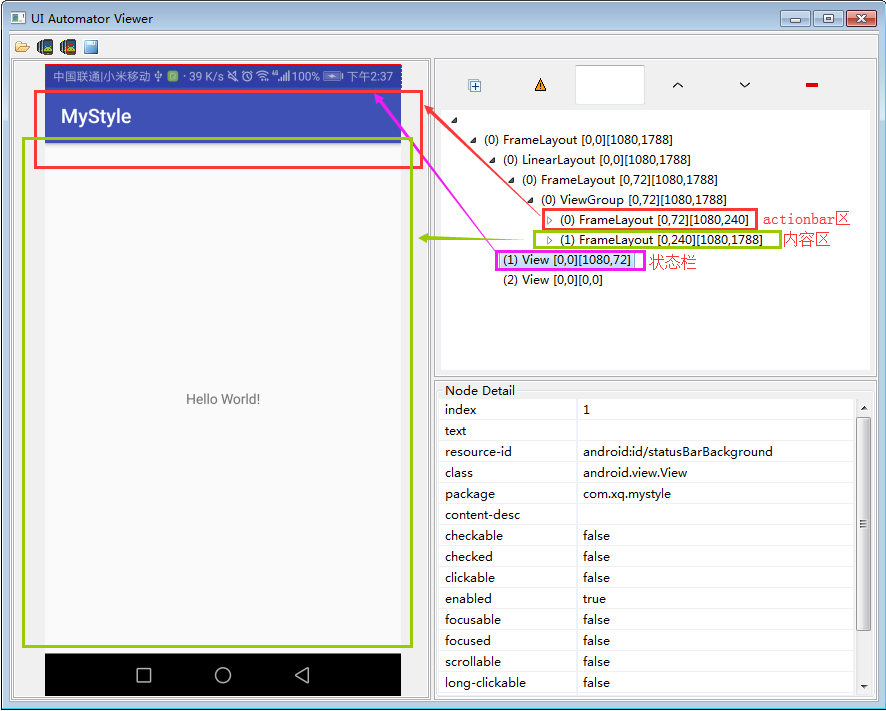 UI Automator Viewer
中国联通|小米移动 · 39 K/s 46 100% 下午2:37
MyStyle
Hello World!
(0) FrameLayout [0,0][1080,1788]
(0) LinearLayout [0,0][1080,1788]
(0) FrameLayout [0,72][1080,1788]
(0) ViewGroup [0,72][1080,1788]
(0) FrameLayout [0,72][1080,240] actionbar区
(1) FrameLayout [0,240][1080,1788] 内容区
(1) View [0,0][1080,72] 状态栏
(2) View [0,0][0,0]
Node Detail
index 1
text
resource-id android:id/statusBarBackground
class android.view.View
package com.xq.mystyle
content-desc
checkable false
checked false
clickable false
enabled true
focusable false
focused false
scrollable false
long-clickable false